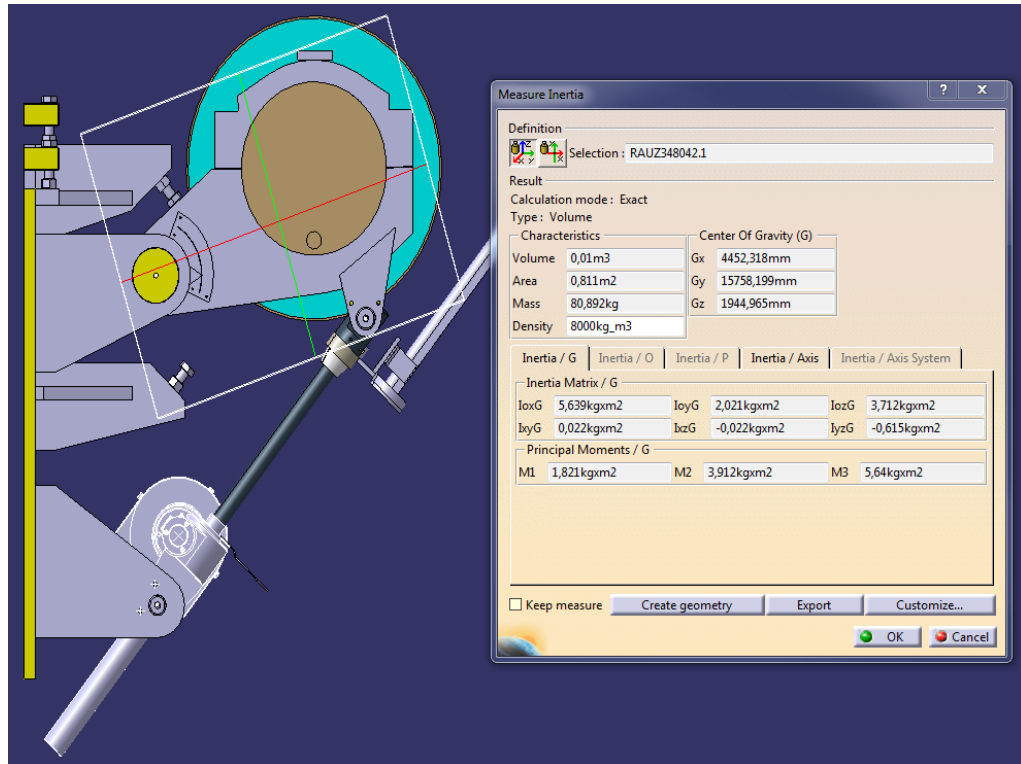 Measure Inertia
? X
Definition
Selection : RAUZ348042.1
Result
Calculation mode : Exact
Type : Volume
Characteristics Center Of Gravity (G)
Volume 0,01m3 Gx 4452,318mm
Area 0,811m2 Gy 15758,199mm
Mass 80,892kg Gz 1944,965mm
Density 8000kg_m3
Inertia / G Inertia / O Inertia / P Inertia / Axis Inertia / Axis System
Inertia Matrix / G
IoxG 5,639kgxm2 IoyG 2,021kgxm2 IozG 3,712kgxm2
IxyG 0,022kgxm2 IxzG -0,022kgxm2 IyzG -0,615kgxm2
Principal Moments / G
M1 1,821kgxm2 M2 3,912kgxm2 M3 5,64kgxm2
Keep measure Create geometry Export Customize...
OK Cancel